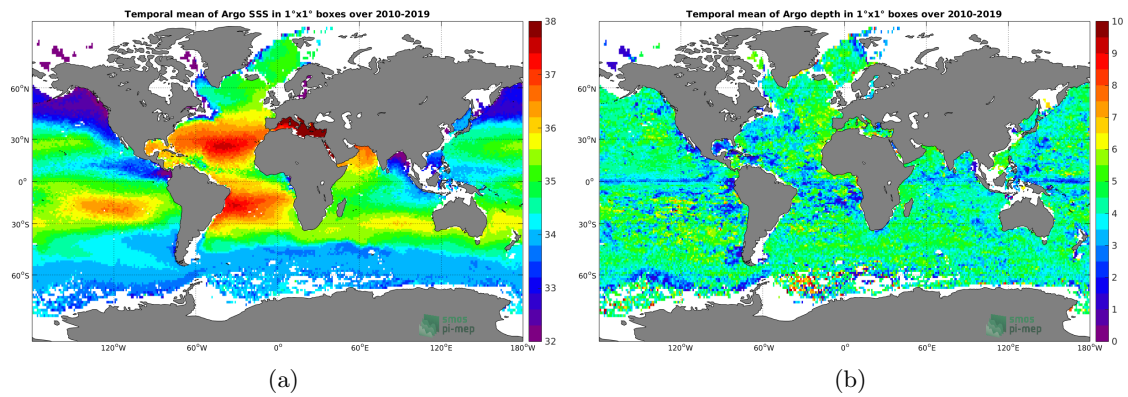 Temporal mean of Argo SSS in 1°x1° boxes over 2010-2019
38
37
36
35
34
33
32
60°N
30°N
0°
30°S
60°S
120°W
60°W
0°
60°E
120°E
180°W
smos
pi-mep
(a)
Temporal mean of Argo depth in 1°x1° boxes over 2010-2019
10
9
8
7
6
5
4
3
2
1
0
60°N
30°N
0°
30°S
60°S
120°W
60°W
0°
60°E
120°E
180°W
smos
pi-mep
(b)